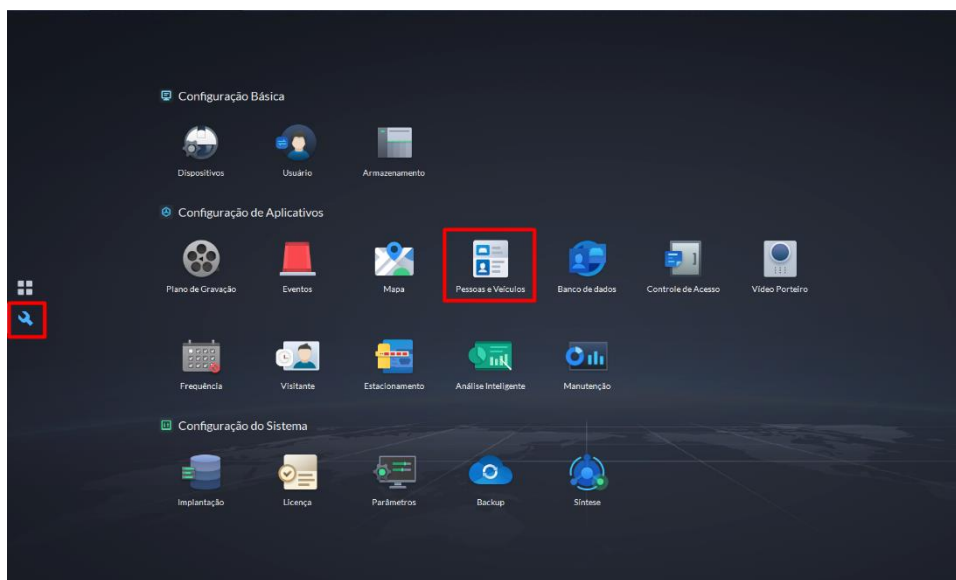 Configuração Básica
Dispositivos Usuário Armazenamento
Configuração de Aplicativos
Plano de Gravação Eventos Mapa Pessoas e Veículos Banco de dados Controle de Acesso Vídeo Porteiro
Frequência Visitante Estacionamento Análise Inteligente Manutenção
Configuração do Sistema
Implantação Licença Parâmetros Backup Síntese